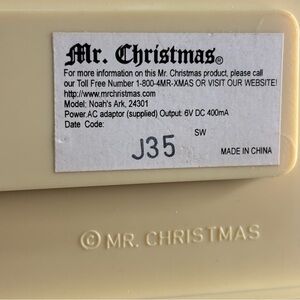 Mr. Christmas®
For more information on this Mr. Christmas product, please call
our Toll Free Number 1-800-4MR-XMAS OR VISIT OUR WEBSITE!
http://www.mrchristmas.com
Model: Noah's Ark, 24301
Power.AC adaptor (supplied) Output: 6V DC 400mA
Date Code:
SW
J35
MADE IN CHINA
© MR. CHRISTMAS